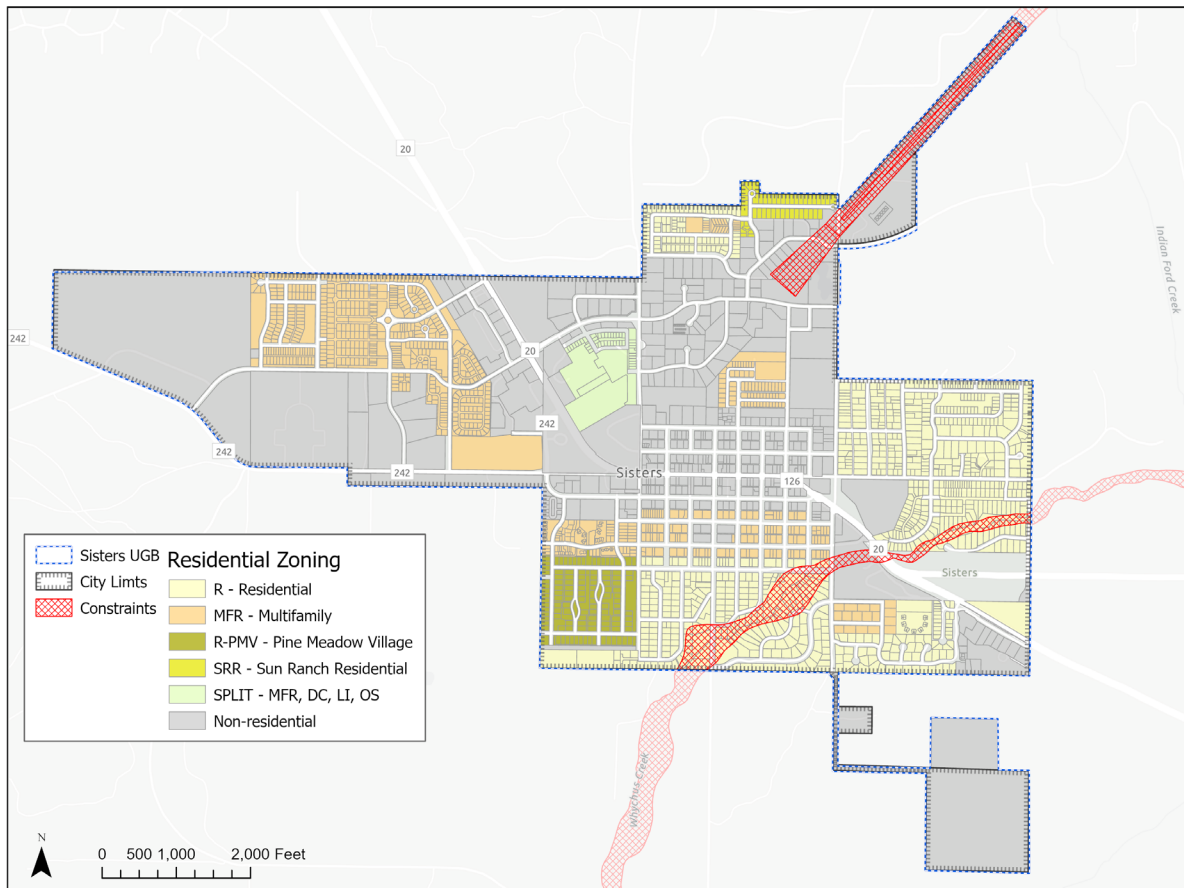 20
Indian Ford Creek
242
20
242
242
242
Sisters
126
20
Sisters
Whychus Creek
Sisters UGB
City Limts
Constraints
Residential Zoning
R - Residential
MFR - Multifamily
R-PMV - Pine Meadow Village
SRR - Sun Ranch Residential
SPLIT - MFR, DC, LI, OS
Non-residential
N
0 500 1,000 2,000 Feet